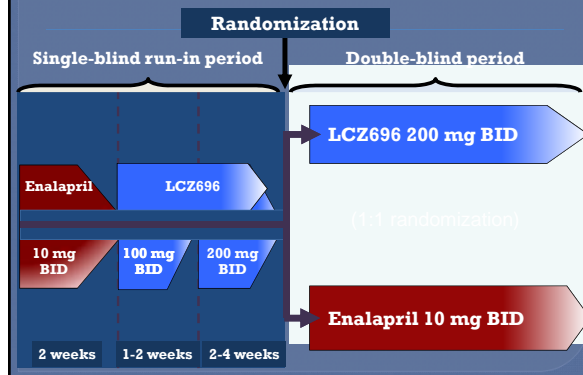 Randomization
Single-blind run-in period
Double-blind period
LCZ696 200 mg BID
Enalapril
LCZ696
(1:1 randomization)
10 mg
BID
100 mg
BID
200 mg
BID
Enalapril 10 mg BID
2 weeks
1-2 weeks
2-4 weeks